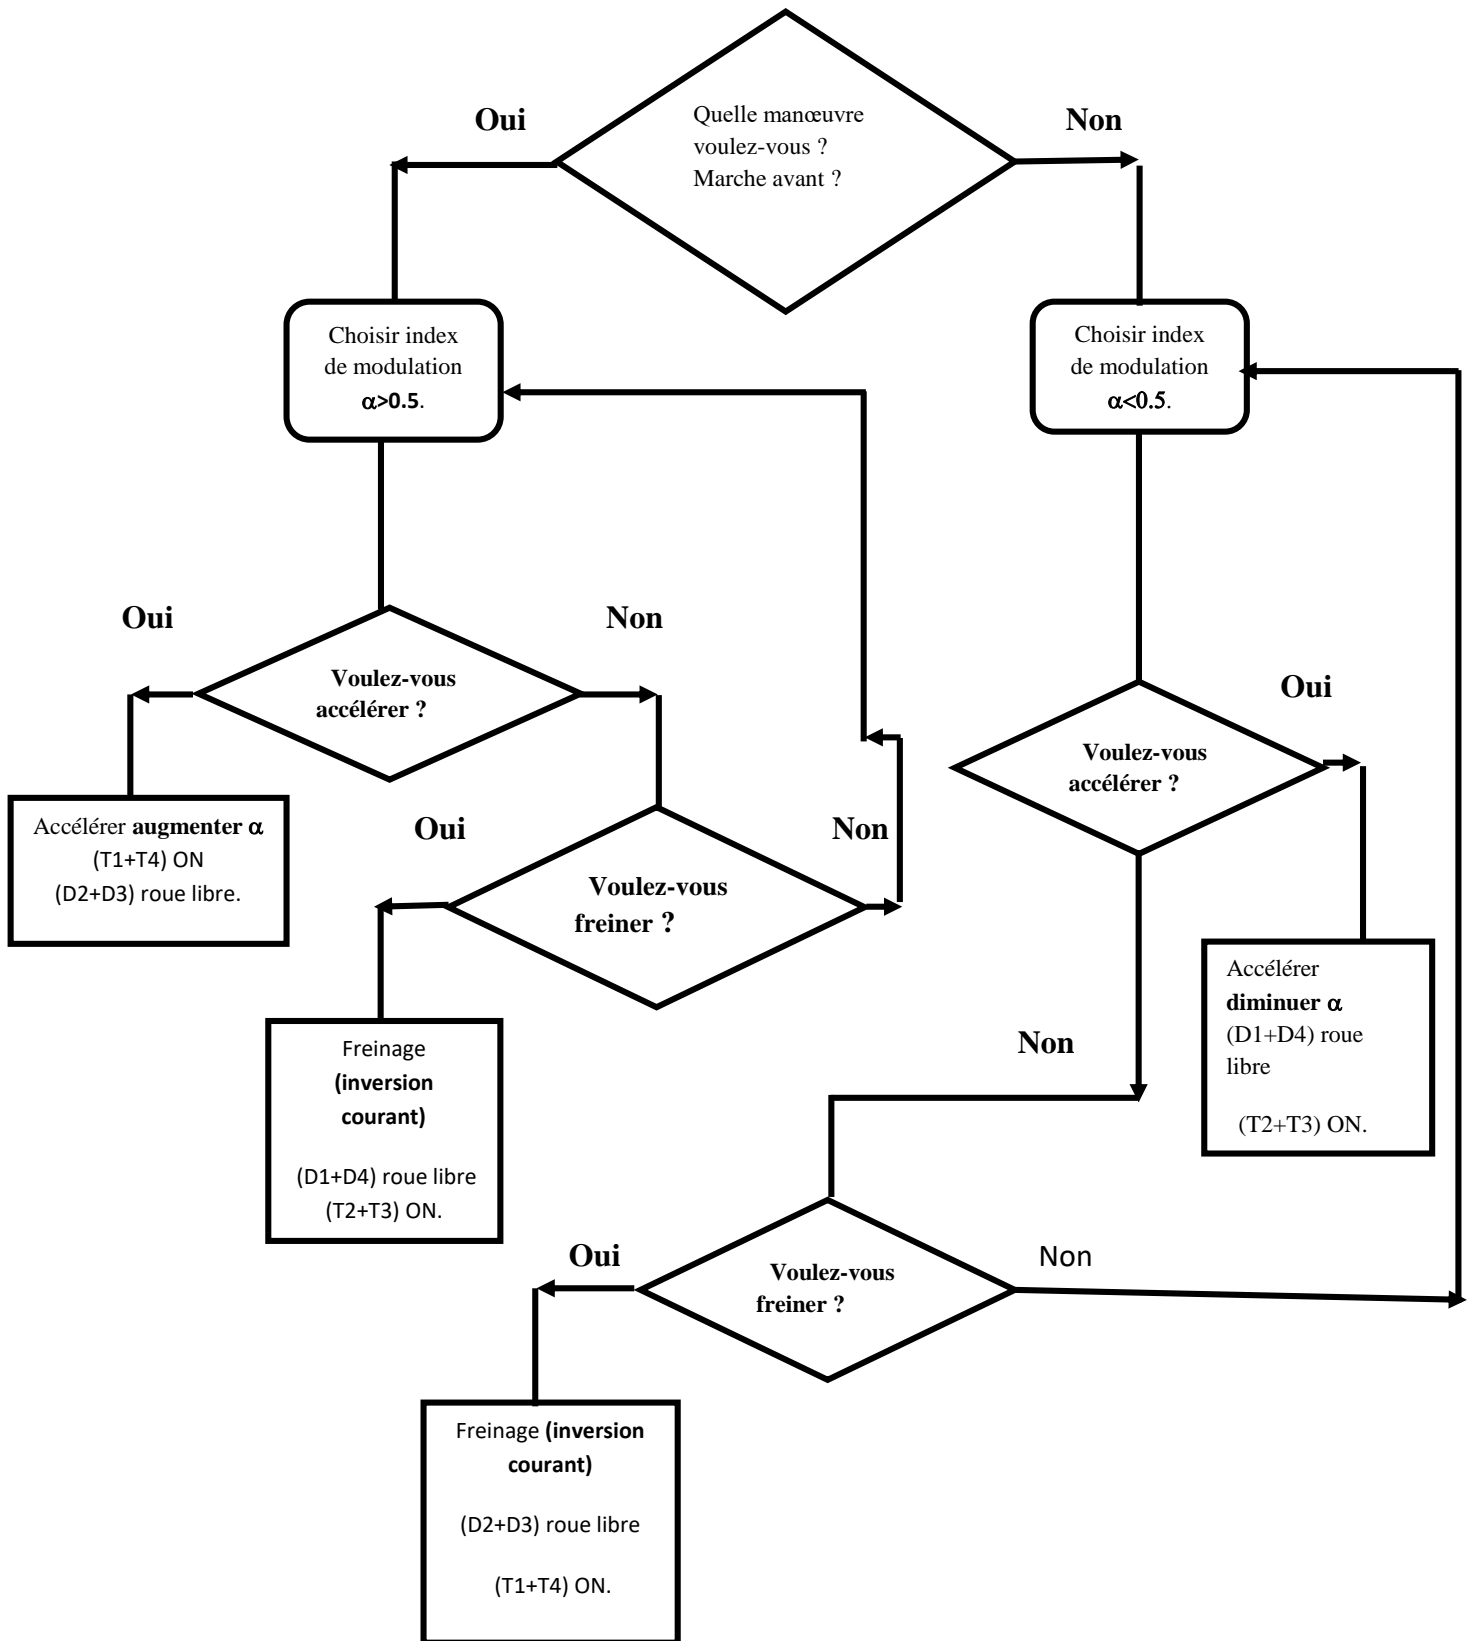 Oui
Quelle manœuvre
voulez-vous ?
Marche avant ?
Non
Choisir index
de modulation
α>0.5.
Choisir index
de modulation
α<0.5.
Oui
Voulez-vous
accélérer ?
Non
Accélérer augmenter α
(T1+T4) ON
(D2+D3) roue libre.
Oui
Voulez-vous
freiner ?
Non
Freinage
(inversion
courant)
(D1+D4) roue libre
(T2+T3) ON.
Voulez-vous
accélérer ?
Oui
Accélérer
diminuer α
(D1+D4) roue
libre
(T2+T3) ON.
Non
Oui
Voulez-vous
freiner ?
Non
Freinage (inversion
courant)
(D2+D3) roue libre
(T1+T4) ON.